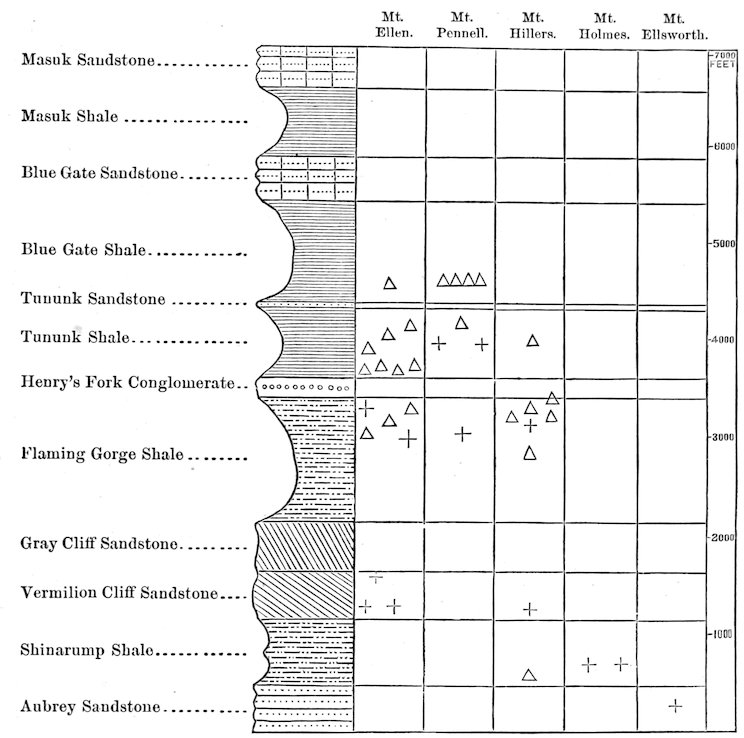 Mt. Ellen.
Mt. Pennell.
Mt. Hillers.
Mt. Holmes.
Mt. Ellsworth.
7000 FEET
Masuk Sandstone
Masuk Shale
6000
Blue Gate Sandstone
Blue Gate Shale
5000
Tununk Sandstone
Tununk Shale
4000
Henry's Fork Conglomerate
Flaming Gorge Shale
3000
Gray Cliff Sandstone
2000
Vermilion Cliff Sandstone
1000
Shinarump Shale
Aubrey Sandstone